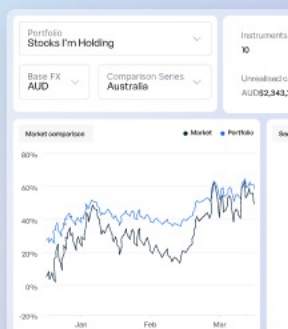 Portfolio
Stocks I'm Holding
Instruments
10
Base FX
AUD
Comparison Series
Australia
Unrealised c
AUD$2,343,
Market comparison
Market
Portfolio
Sec
80%
60%
40%
20%
0%
-20%
Jan
Feb
Mar